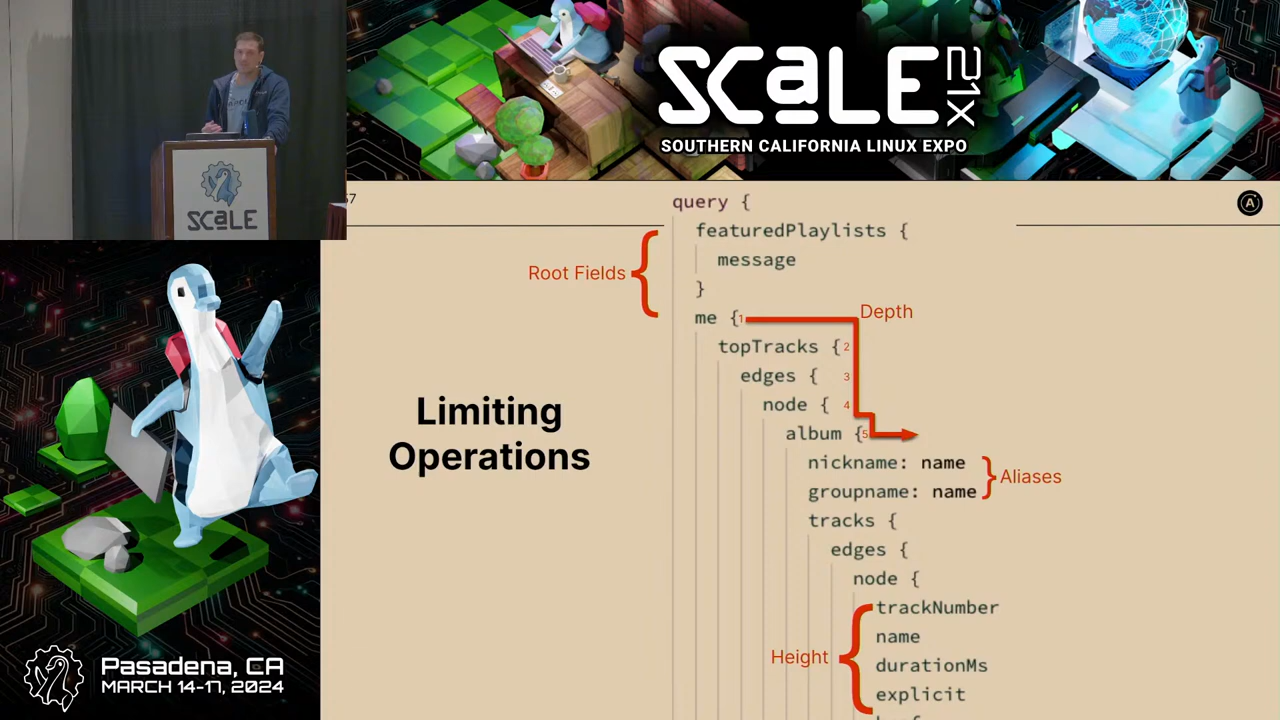 SCaLE 21x
SOUTHERN CALIFORNIA LINUX EXPO
SCaLE
37
A
query {
featuredPlaylists {
message
}
Root Fields
me {1
Depth
topTracks {2
edges { 3
node { 4
album {5
nickname: name
groupname: name
Aliases
tracks {
edges {
node {
trackNumber
name
durationMs
explicit
Height
Limiting
Operations
Pasadena, CA
MARCH 14-17, 2024